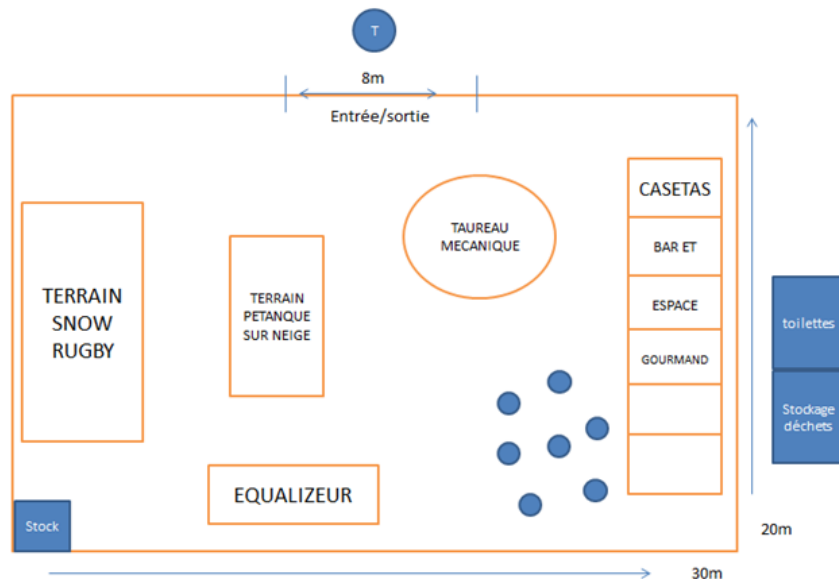 T
8m
Entrée/sortie
CASETAS
TAUREAU
MECANIQUE
BAR ET
TERRAIN
SNOW
RUGBY
TERRAIN
PETANQUE
SUR NEIGE
ESPACE
GOURMAND
toilettes
Stockage
déchets
EQUALIZEUR
Stock
20m
30m